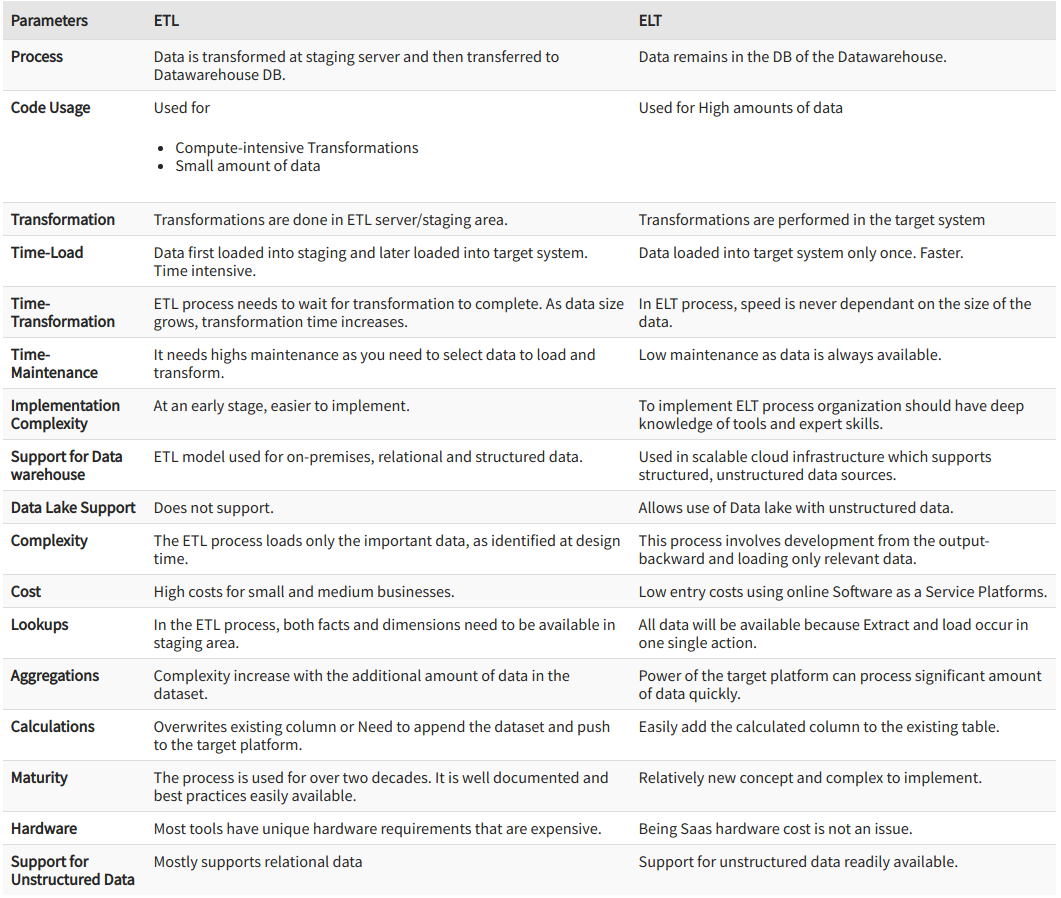 Parameters ETL ELT
Process Data is transformed at staging server and then transferred to Data remains in the DB of the Datawarehouse.
Datawarehouse DB.
Code Usage Used for Used for High amounts of data
• Compute-intensive Transformations
• Small amount of data
Transformation Transformations are done in ETL server/staging area. Transformations are performed in the target system
Time-Load Data first loaded into staging and later loaded into target system. Data loaded into target system only once. Faster.
Time intensive.
Time- ETL process needs to wait for transformation to complete. As data size In ELT process, speed is never dependant on the size of the
Transformation grows, transformation time increases. data.
Time- It needs highs maintenance as you need to select data to load and Low maintenance as data is always available.
Maintenance transform.
Implementation At an early stage, easier to implement. To implement ELT process organization should have deep
Complexity knowledge of tools and expert skills.
Support for Data ETL model used for on-premises, relational and structured data. Used in scalable cloud infrastructure which supports
warehouse structured, unstructured data sources.
Data Lake Support Does not support. Allows use of Data lake with unstructured data.
Complexity The ETL process loads only the important data, as identified at design This process involves development from the output-
time. backward and loading only relevant data.
Cost High costs for small and medium businesses. Low entry costs using online Software as a Service Platforms.
Lookups In the ETL process, both facts and dimensions need to be available in All data will be available because Extract and load occur in
staging area. one single action.
Aggregations Complexity increase with the additional amount of data in the Power of the target platform can process significant amount
dataset. of data quickly.
Calculations Overwrites existing column or Need to append the dataset and push Easily add the calculated column to the existing table.
to the target platform.
Maturity The process is used for over two decades. It is well documented and Relatively new concept and complex to implement.
best practices easily available.
Hardware Most tools have unique hardware requirements that are expensive. Being Saas hardware cost is not an issue.
Support for Mostly supports relational data Support for unstructured data readily available.
Unstructured Data